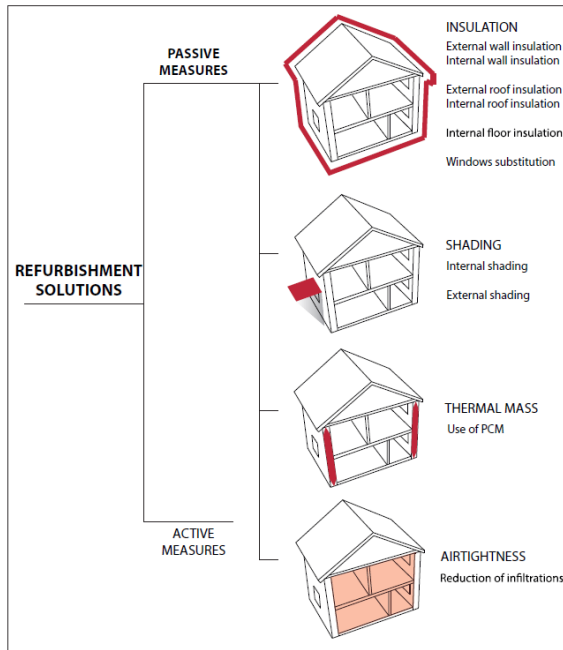 REFURBISHMENT
SOLUTIONS
PASSIVE
MEASURES
INSULATION
External wall insulation
Internal wall insulation
External roof insulation
Internal roof insulation
Internal floor insulation
Windows substitution
SHADING
Internal shading
External shading
THERMAL MASS
Use of PCM
ACTIVE
MEASURES
AIRTIGHTNESS
Reduction of infiltrations